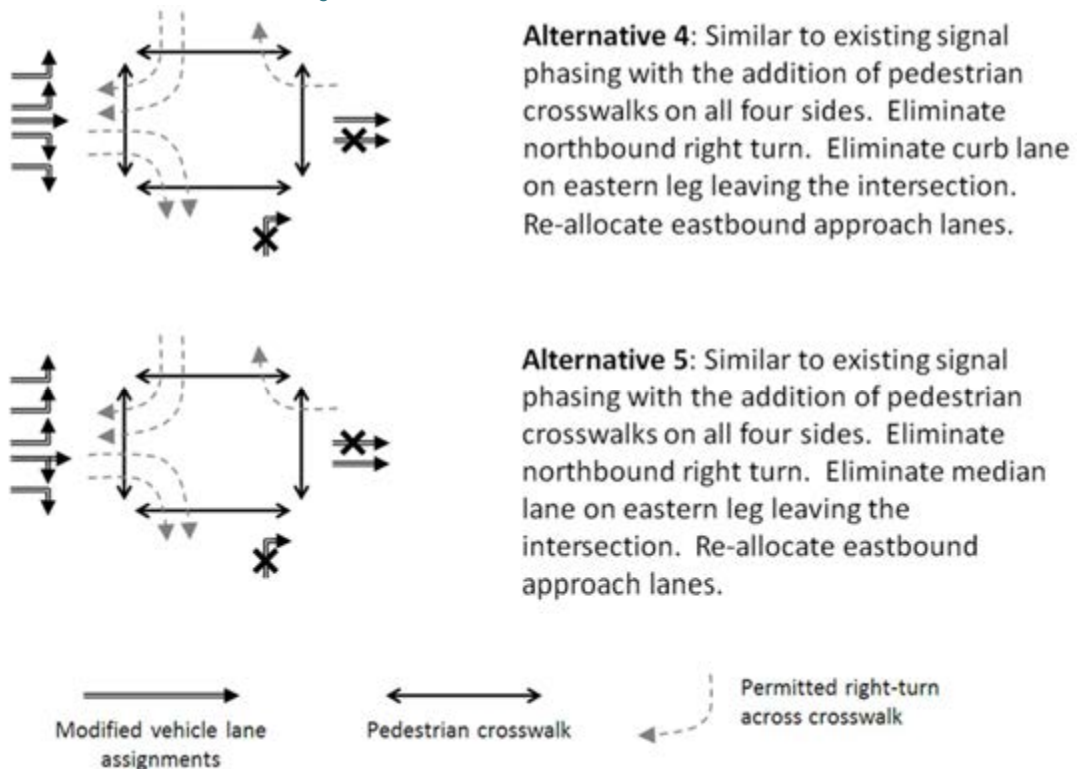 Alternative 4: Similar to existing signal
phasing with the addition of pedestrian
crosswalks on all four sides. Eliminate
northbound right turn. Eliminate curb lane
on eastern leg leaving the intersection.
Re-allocate eastbound approach lanes.
Alternative 5: Similar to existing signal
phasing with the addition of pedestrian
crosswalks on all four sides. Eliminate
northbound right turn. Eliminate median
lane on eastern leg leaving the
intersection. Re-allocate eastbound
approach lanes.
Modified vehicle lane
assignments
Pedestrian crosswalk
Permitted right-turn
across crosswalk